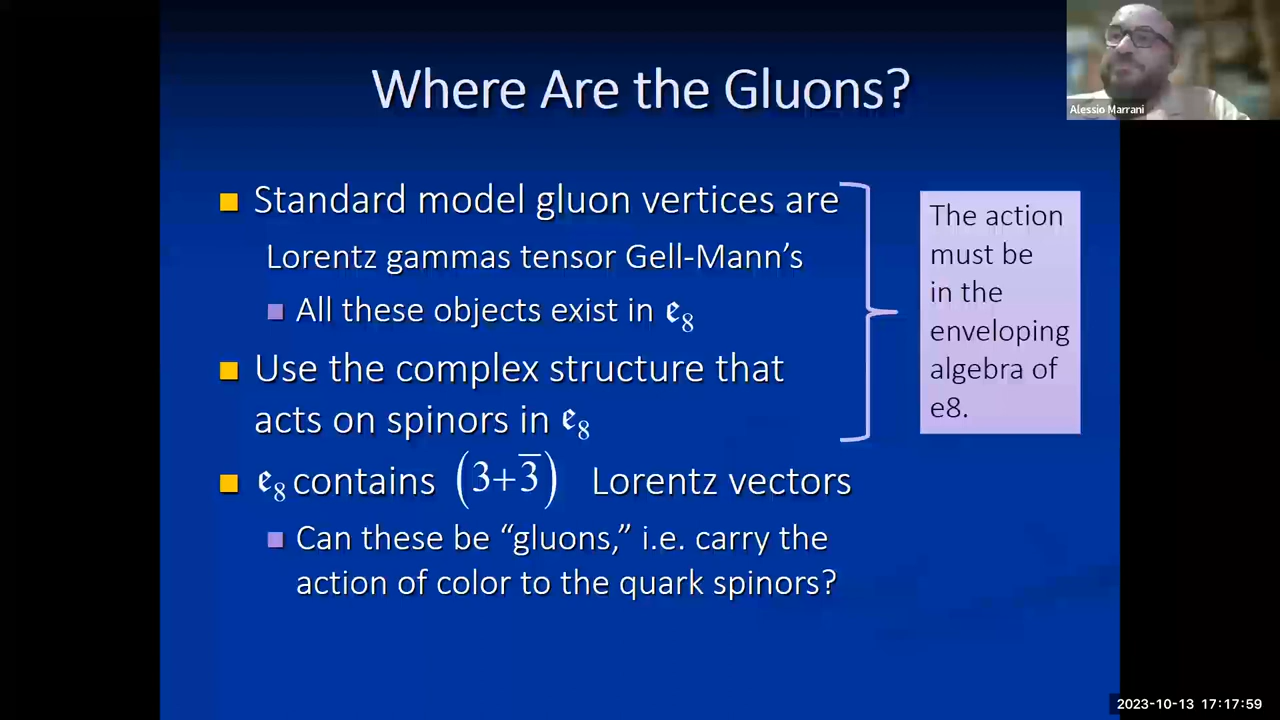 Where Are the Gluons?
Alessio Marrani
■ Standard model gluon vertices are
Lorentz gammas tensor Gell-Mann’s
■ All these objects exist in 𝔢₈
■ Use the complex structure that
acts on spinors in 𝔢₈
■ 𝔢₈ contains (3+3̅) Lorentz vectors
■ Can these be “gluons,” i.e. carry the
action of color to the quark spinors?
The action
must be
in the
enveloping
algebra of
e8.
2023-10-13 17:17:59